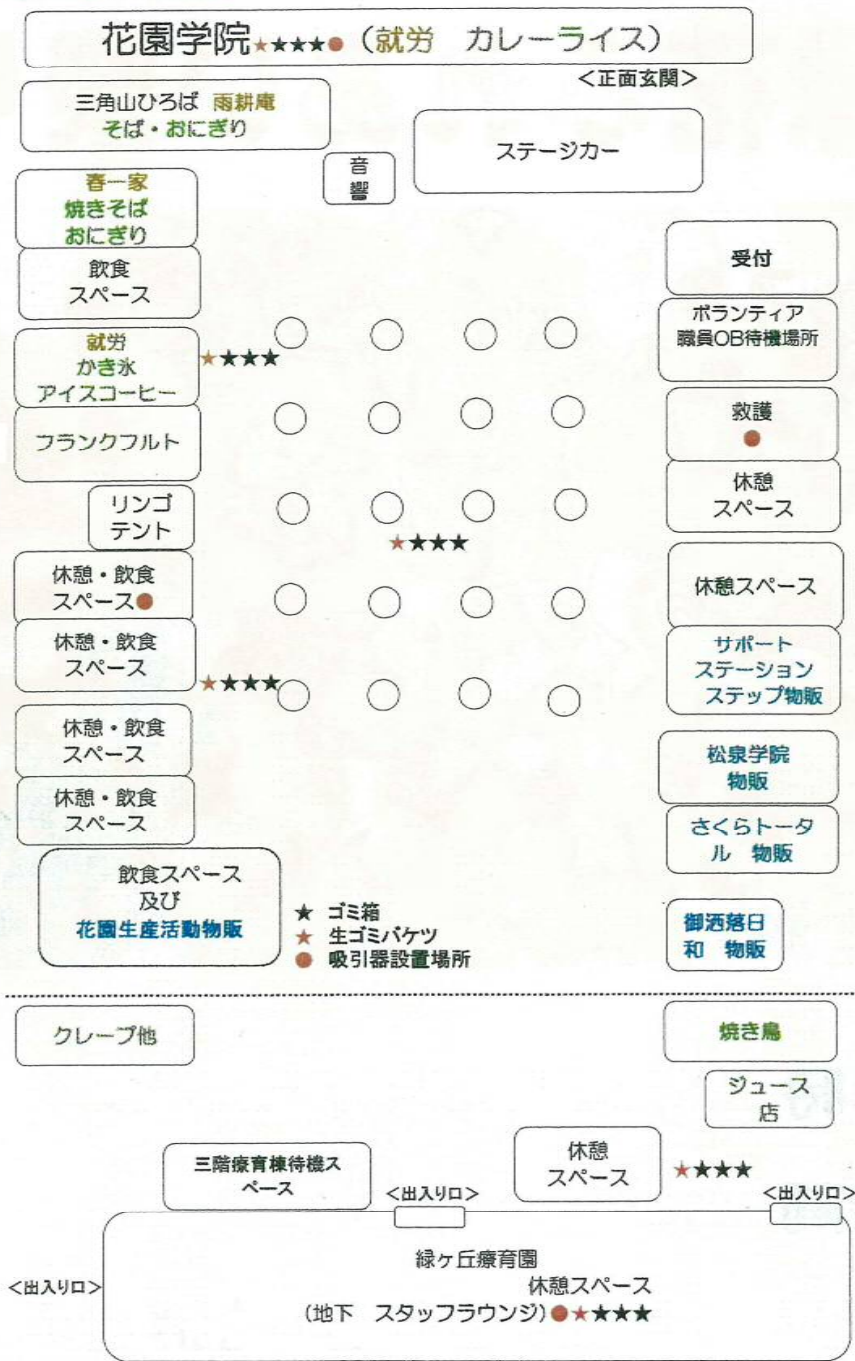 花園学院★★★★●（就労　カレーライス）
＜正面玄関＞
三角山ひろば　雨耕庵
そば・おにぎり
ステージカー
音
響
春一家
焼きそば
おにぎり
飲食
スペース
受付
ボランティア
職員OB待機場所
就労
かき氷
アイスコーヒー
★★★★
フランクフルト
救護
●
リンゴ
テント
休憩
スペース
★★★★
休憩・飲食
スペース●
休憩スペース
休憩・飲食
スペース
★★★★
サポート
ステーション
ステップ物販
休憩・飲食
スペース
松泉学院
物販
休憩・飲食
スペース
さくらトータ
ル　物販
飲食スペース
及び
花園生産活動物販
★ ゴミ箱
★ 生ゴミバケツ
● 吸引器設置場所
御洒落日
和　物販
クレープ他
焼き鳥
ジュース
店
三階療育棟待機ス
ペース
＜出入り口＞
休憩
スペース
★★★★
＜出入り口＞
緑ヶ丘療育園
休憩スペース
＜出入り口＞
（地下　スタッフラウンジ）●★★★★